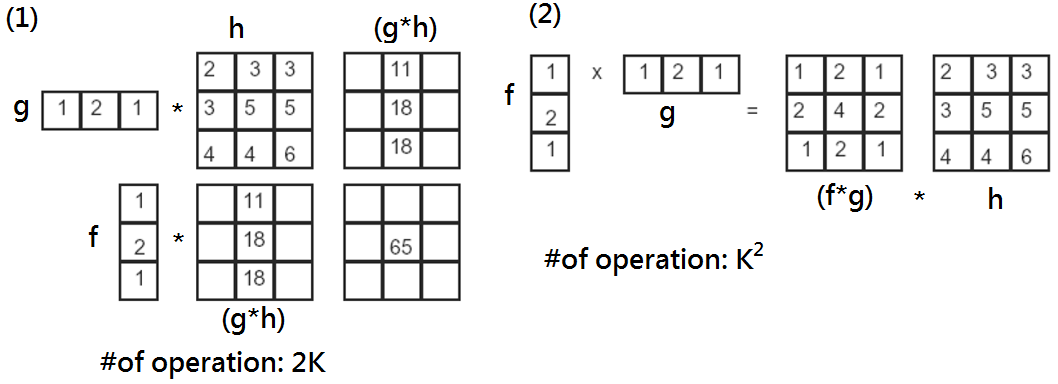 (1)
h (g*h)
2 3 3 11
g 1 2 1 * 3 5 5 18
4 4 6 18
1 11
f 2 * 18 65
1 18
(g*h)
#of operation: 2K
(2)
1 x 1 2 1 1 2 1 2 3 3
f 2 g = 2 4 2 3 5 5
1 1 2 1 4 4 6
(f*g) * h
#of operation: K²